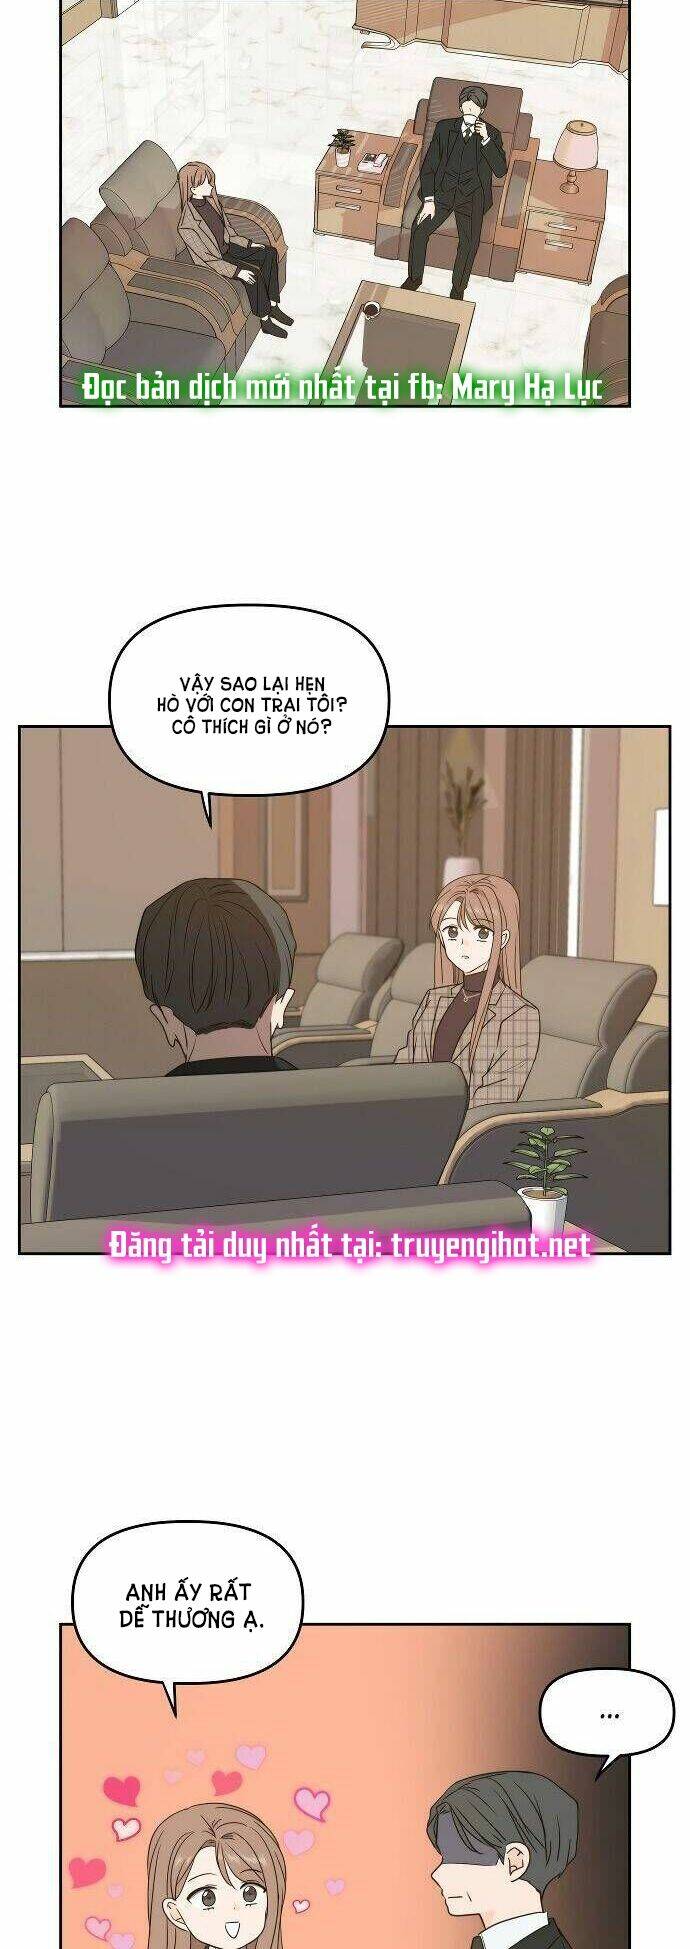 Đọc bản dịch mới nhất tại fb: Mary Hạ Lục
VẬY SAO LẠI HẸN
HÒ VỚI CON TRAI TÔI?
CÔ THÍCH GÌ Ở NÓ?
Đăng tải duy nhất tại: truyengihot.net
ANH ẤY RẤT
DỄ THƯƠNG Ạ.
...